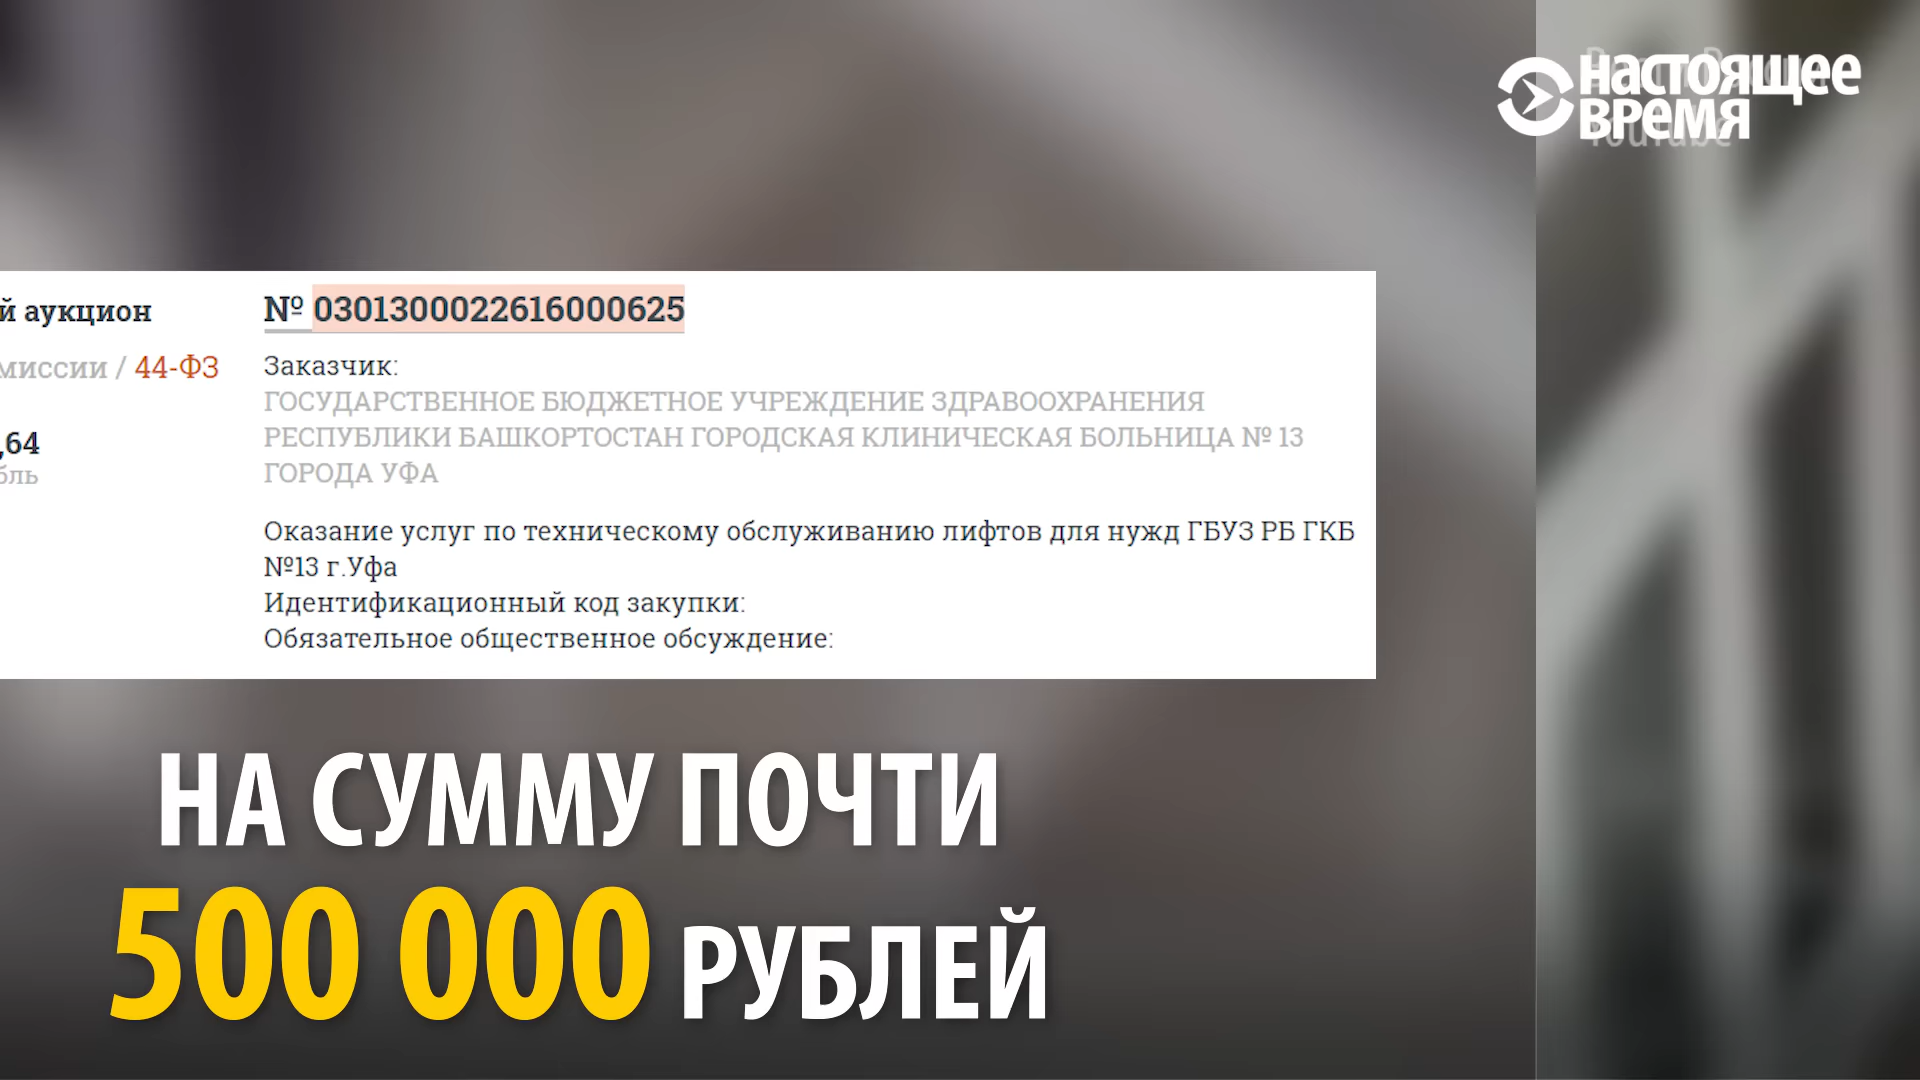 НАСТОЯЩЕЕ
ВРЕМЯ
YouTube
й аукцион
миссии / 44-ФЗ
,64
бль
№ 0301300022616000625
Заказчик:
ГОСУДАРСТВЕННОЕ БЮДЖЕТНОЕ УЧРЕЖДЕНИЕ ЗДРАВООХРАНЕНИЯ
РЕСПУБЛИКИ БАШКОРТОСТАН ГОРОДСКАЯ КЛИНИЧЕСКАЯ БОЛЬНИЦА № 13
ГОРОДА УФА
Оказание услуг по техническому обслуживанию лифтов для нужд ГБУЗ РБ ГКБ
№13 г.Уфа
Идентификационный код закупки:
Обязательное общественное обсуждение:
НА СУММУ ПОЧТИ
500 000 РУБЛЕЙ